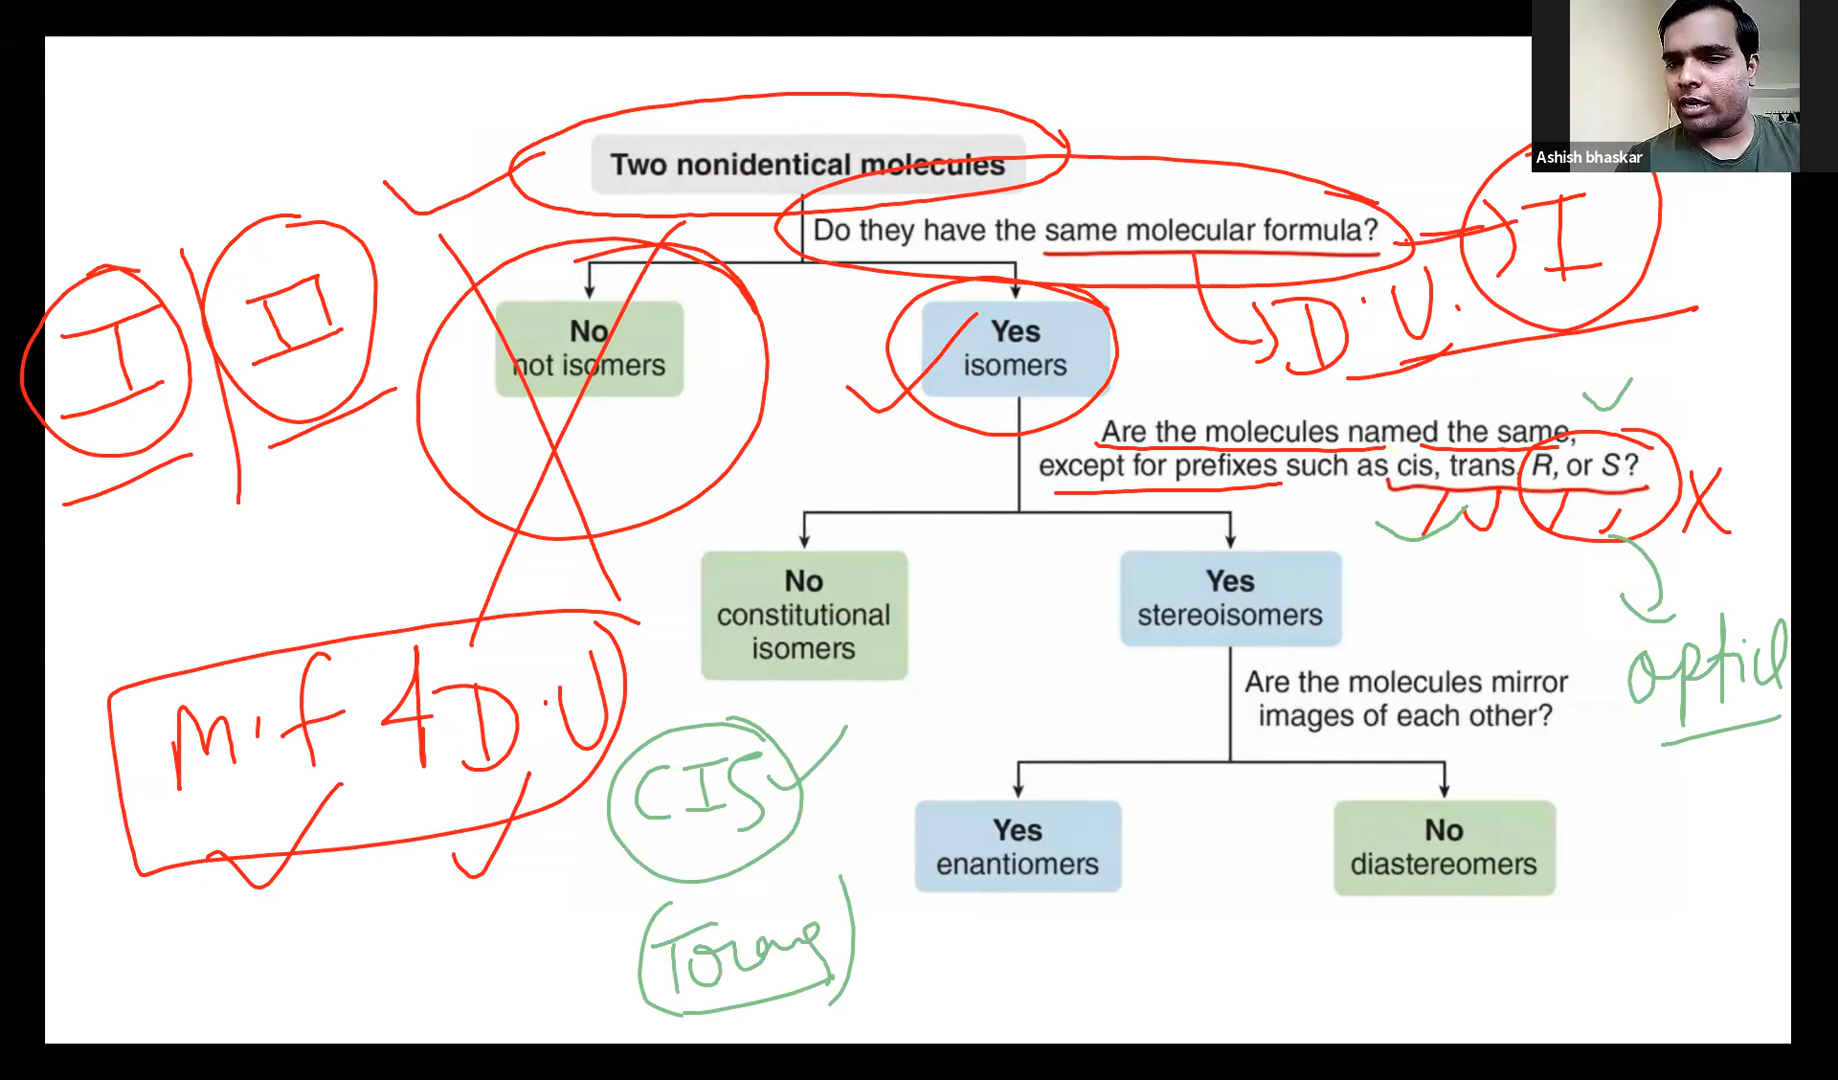 Ashish bhaskar
Two nonidentical molecules
Do they have the same molecular formula?
I
I
II
D.U.
No
not isomers
Yes
isomers
Are the molecules named the same,
except for prefixes such as cis, trans, R, or S?
X
No
constitutional
isomers
Yes
stereoisomers
optical
M.f & D.U
Are the molecules mirror
images of each other?
CIS
Trans
Yes
enantiomers
No
diastereomers